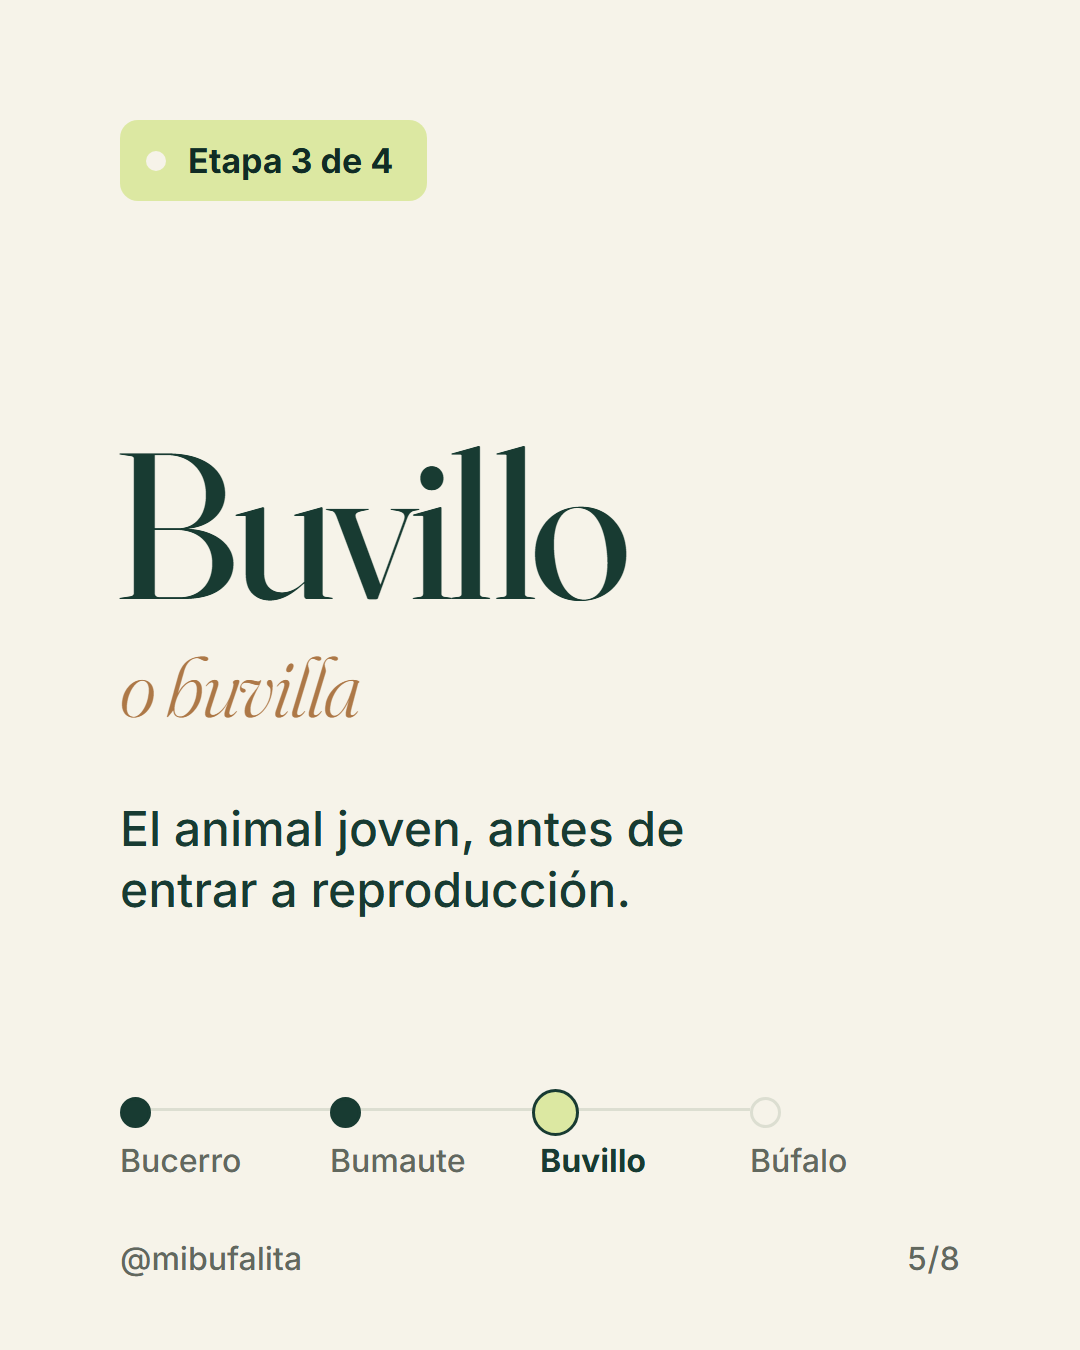 Etapa 3 de 4
Buvillo
o buvilla
El animal joven, antes de
entrar a reproducción.
Bucerro Bumaute Buvillo Búfalo
@mibufalita 5/8